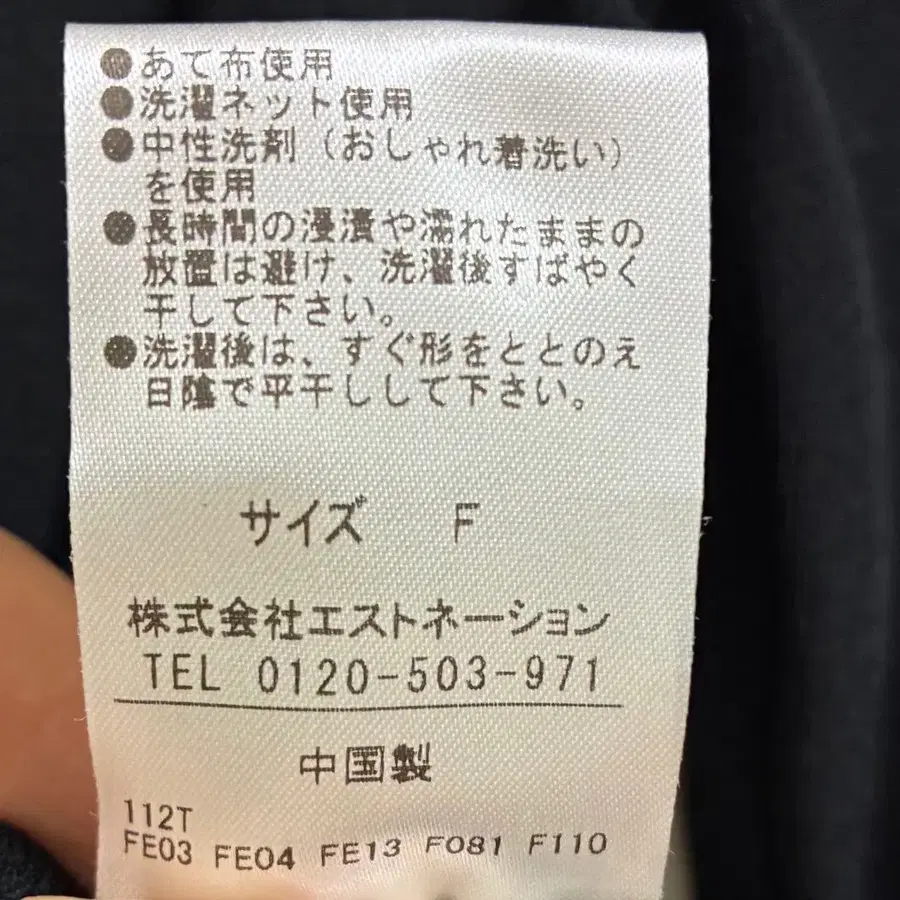 ●あて布使用
●洗濯ネット使用
●中性洗剤（おしゃれ着洗い）
を使用
●長時間の浸漬や濡れたままの
放置は避け、洗濯後すばやく
干して下さい。
●洗濯後は、すぐ形をととのえ
日陰で平干しして下さい。
サイズ F
株式会社エストネーション
TEL 0120-503-971
中国製
112T
FE03 FE04 FE13 F081 F110